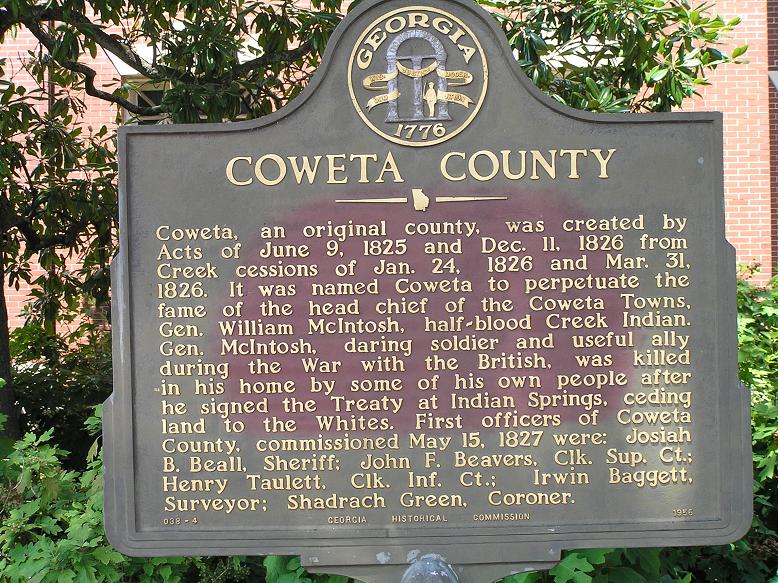 GEORGIA
1776
COWETA COUNTY
Coweta, an original county, was created by
Acts of June 9, 1825 and Dec. 11, 1826 from
Creek cessions of Jan. 24, 1826 and Mar. 31,
1826. It was named Coweta to perpetuate the
fame of the head chief of the Coweta Towns,
Gen. William McIntosh, half-blood Creek Indian.
Gen. McIntosh, daring soldier and useful ally
during the War with the British, was killed
in his home by some of his own people after
he signed the Treaty at Indian Springs, ceding
land to the Whites. First officers of Coweta
County, commissioned May 15, 1827 were: Josiah
B. Beall, Sheriff; John F. Beavers, Clk. Sup. Ct.;
Henry Taulett, Clk. Inf. Ct.; Irwin Baggett,
Surveyor; Shadrach Green, Coroner.
038-4 GEORGIA HISTORICAL COMMISSION 1956